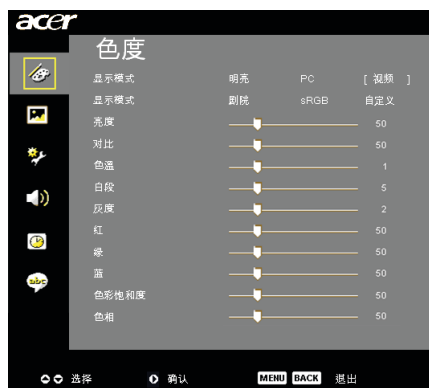 acer
色度
显示模式 明亮 PC [ 视频 ]
显示模式 剧院 sRGB 自定义
亮度 50
对比 50
色温 1
白段 5
灰度 2
红 50
绿 50
蓝 50
色彩饱和度 50
色相 50
abc
选择 确认 MENU BACK 退出